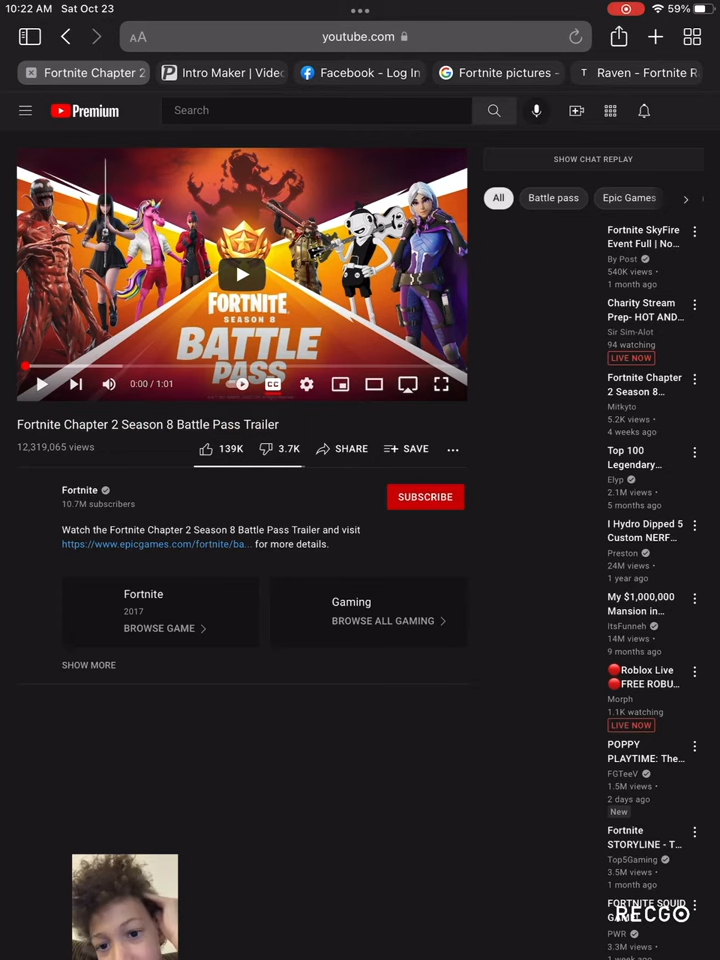 10:22 AM Sat Oct 23
59%
AA
youtube.com
Fortnite Chapter 2
Intro Maker | Video
Facebook - Log In
Fortnite pictures -
T Raven - Fortnite R
Premium
Search
SHOW CHAT REPLAY
All
Battle pass
Epic Games
FORTNITE
SEASON 8
BATTLE
PASS
0:00 / 1:01
CC
Fortnite Chapter 2 Season 8 Battle Pass Trailer
12,319,065 views
139K
3.7K
SHARE
SAVE
Fortnite
10.7M subscribers
SUBSCRIBE
Watch the Fortnite Chapter 2 Season 8 Battle Pass Trailer and visit
https://www.epicgames.com/fortnite/ba... for more details.
Fortnite
2017
BROWSE GAME
Gaming
BROWSE ALL GAMING
SHOW MORE
Fortnite SkyFire
Event Full | No...
By Post
540K views •
1 month ago
Charity Stream
Prep- HOT AND...
Sir Sim-Alot
94 watching
LIVE NOW
Fortnite Chapter
2 Season 8...
Mitkyto
5.2K views •
4 weeks ago
Top 100
Legendary...
Elyp
2.1M views •
5 months ago
I Hydro Dipped 5
Custom NERF...
Preston
24M views •
1 year ago
My $1,000,000
Mansion in...
ItsFunneh
14M views •
9 months ago
Roblox Live
FREE ROBU...
Morph
1.1K watching
LIVE NOW
POPPY
PLAYTIME: The...
FGTeeV
1.5M views •
2 days ago
New
Fortnite
STORYLINE - T...
Top5Gaming
3.5M views •
1 month ago
FORTNITE SQUID
RECGO
PWR
3.3M views •
1 week ago